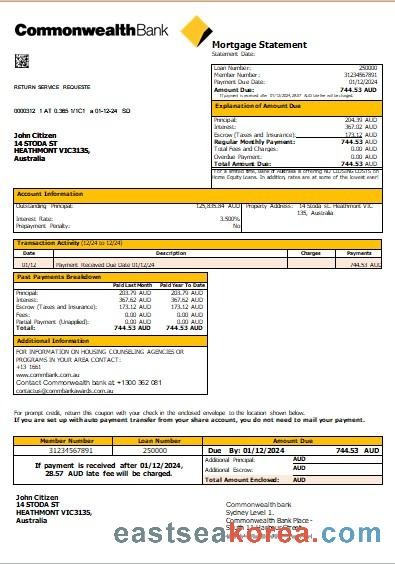 CommonwealthBank
Mortgage Statement
Statement Date:
Loan Number: 250000
Member Number: 31234567891
Payment Due Date 01/12/2024
Amount Due: 744.53 AUD
If payment is received after 01/12/2024, 28.57 AUD late fee will be charged.
RETURN SERVICE REQUESTE
0000312 1 AT 0.365 1/1C1 a 01-12-24 SD
John Citizen
14 STODA ST
HEATHMONT VIC3135,
Australia
Explanation of Amount Due
Principal: 204.39 AUD
Interest: 367.02 AUD
Escrow (Taxes and Insurance): 173.12 AUD
Regular Monthly Payment: 744.53 AUD
Total Fees and Charges: 0.00 AUD
Overdue Payment: 0.00 AUD
Total Amount Due: 744.53 AUD
For a limited time, Bank of Australia is offering NO CLOSING COSTS on
Home Equity Loans. In addition, rates are at some of the lowest ever!
Account Information
Outstanding Principal: 125,835.84 AUD
Interest Rate: 3.500%
Prepayment Penalty: No
Property Address: 14 Stoda st. Heathmont VIC
135, Australia
Transaction Activity (12/24 to 12/24)
Date Description Charges Payments
01/12 Payment Received Due Date 01/12/24 744.53 AUD
Past Payments Breakdown
Paid Last Month Paid Year To Date
Principal: 203.79 AUD 203.79 AUD
Interest: 367.62 AUD 367.62 AUD
Escrow (Taxes and Insurance): 173.12 AUD 173.12 AUD
Fees: 0.00 AUD 0.00 AUD
Partial Payment (Unapplied): 0.00 AUD 0.00 AUD
Total: 744.53 AUD 744.53 AUD
Additional Information
FOR INFORMATION ON HOUSING COUNSELING AGENCIES OR
PROGRAMS IN YOUR AREA CONTACT:
+13 1661
www.commbank.com.au
Contact Commonwealth bank at +1300 362 081
contactus@commbankawards.com.au
For prompt credit, return this coupon with your check in the enclosed envelope to the location shown below.
If you are set up with auto payment transfer from your share account, you do not need to mail your payment.
Member Number Loan Number Amount Due
31234567891 250000 Due By: 01/12/2024 744.53 AUD
If payment is received after 01/12/2024,
28.57 AUD late fee will be charged.
Additional Principal: AUD
Additional Escrow: AUD
Total Amount Enclosed: AUD
John Citizen
14 STODA ST
HEATHMONT VIC3135,
Australia
Commonwealth bank
Sydney Level 1.
Commonwealth Bank Place -
eastseakorea.com